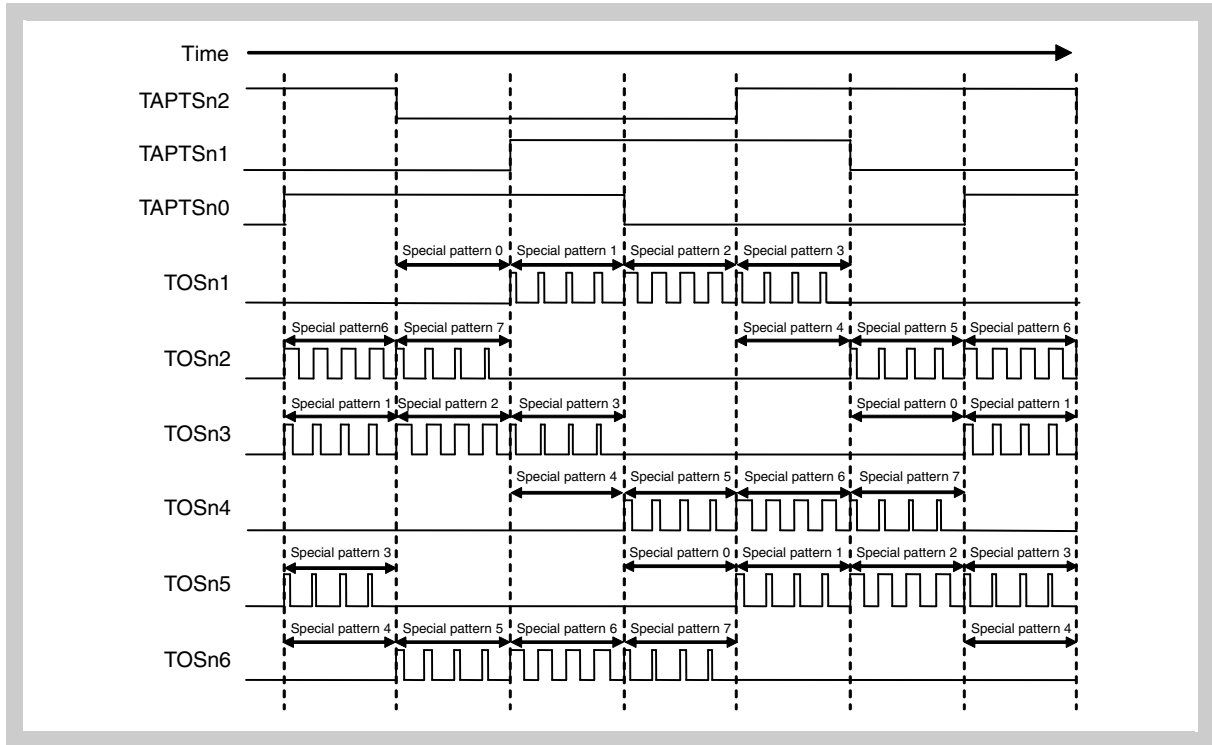 Time
TAPTSn2
TAPTSn1
TAPTSn0
Special pattern 0 Special pattern 1 Special pattern 2 Special pattern 3
TOSn1
Special pattern6 Special pattern 7 Special pattern 4 Special pattern 5 Special pattern 6
TOSn2
Special pattern 1 Special pattern 2 Special pattern 3 Special pattern 0 Special pattern 1
TOSn3
Special pattern 4 Special pattern 5 Special pattern 6 Special pattern 7
TOSn4
Special pattern 3 Special pattern 0 Special pattern 1 Special pattern 2 Special pattern 3
TOSn5
Special pattern 4 Special pattern 5 Special pattern 6 Special pattern 7 Special pattern 4
TOSn6